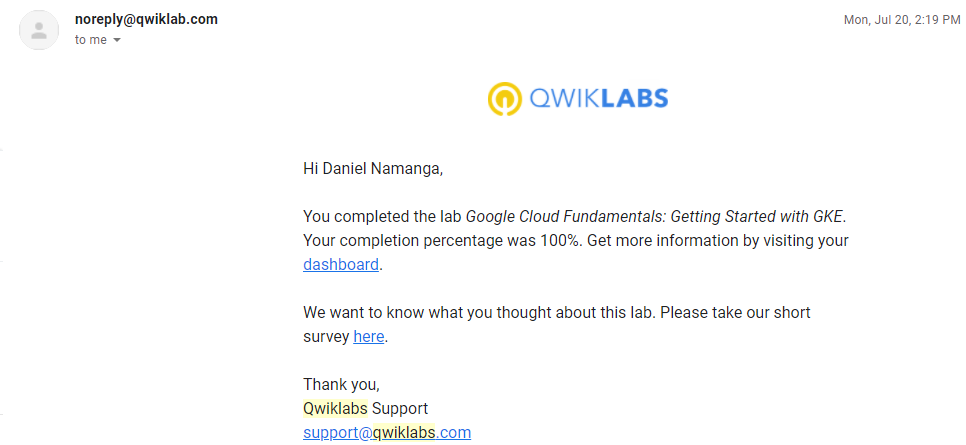 noreply@qwiklab.com
Mon, Jul 20, 2:19 PM
to me
QWIKLABS
Hi Daniel Namanga,
You completed the lab Google Cloud Fundamentals: Getting Started with GKE.
Your completion percentage was 100%. Get more information by visiting your
dashboard.
We want to know what you thought about this lab. Please take our short
survey here.
Thank you,
Qwiklabs Support
support@qwiklabs.com